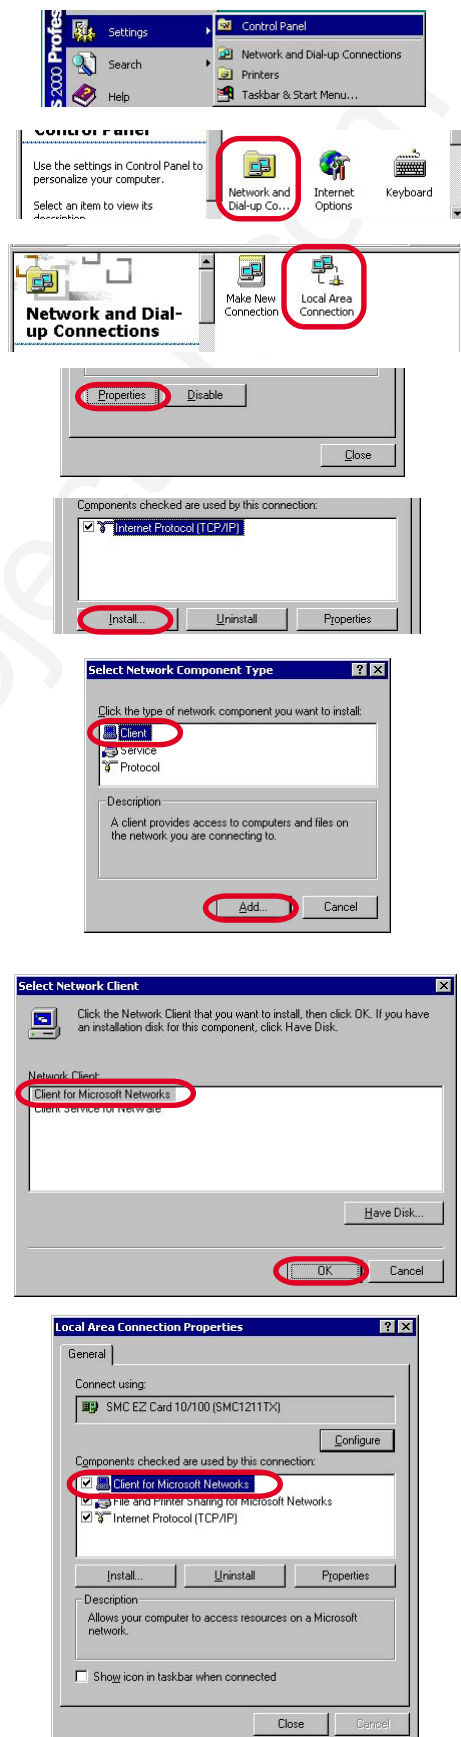 2000 Profes
Settings
Search
Help
Control Panel
Network and Dial-up Connections
Printers
Taskbar & Start Menu...
Control Panel
Use the settings in Control Panel to
personalize your computer.
Select an item to view its
description.
Network and
Dial-up Co...
Internet
Options
Keyboard
Network and Dial-
up Connections
Make New
Connection
Local Area
Connection
Properties
Disable
Close
Components checked are used by this connection:
Internet Protocol (TCP/IP)
Install...
Uninstall
Properties
Select Network Component Type
Click the type of network component you want to install:
Client
Service
Protocol
Description
A client provides access to computers and files on
the network you are connecting to.
Add...
Cancel
Select Network Client
Click the Network Client that you want to install, then click OK. If you have
an installation disk for this component, click Have Disk.
Network Client:
Client for Microsoft Networks
Client Service for NetWare
Have Disk...
OK
Cancel
Local Area Connection Properties
General
Connect using:
SMC EZ Card 10/100 (SMC1211TX)
Configure
Components checked are used by this connection:
Client for Microsoft Networks
File and Printer Sharing for Microsoft Networks
Internet Protocol (TCP/IP)
Install...
Uninstall
Properties
Description
Allows your computer to access resources on a Microsoft
network.
Show icon in taskbar when connected
Close
Cancel